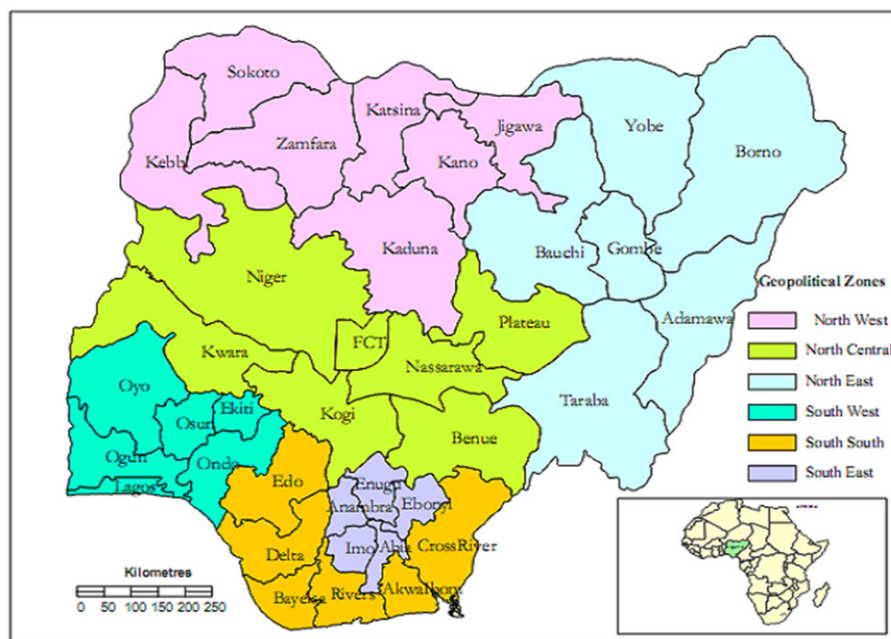 Sokoto
Katsina
Jigawa
Yobe
Borno
Zamfara
Kebb
Kano
Kaduna
Bauchi
Gombe
Geopolitical Zones
Niger
North West
Adamawa
Plateau
FCT
North Central
Kwara
Nassarawa
North East
Oyo
Taraba
South West
Ekiti
Kogi
Osun
Benue
South South
Ogun
Ondo
South East
Lagos
Edo
Enugu
Anambra
Ebonyi
Imo
Abia
CrossRiver
Delta
Kilometres
Bayelsa
Rivers
AkwaIbom
0 50 100 150 200 250